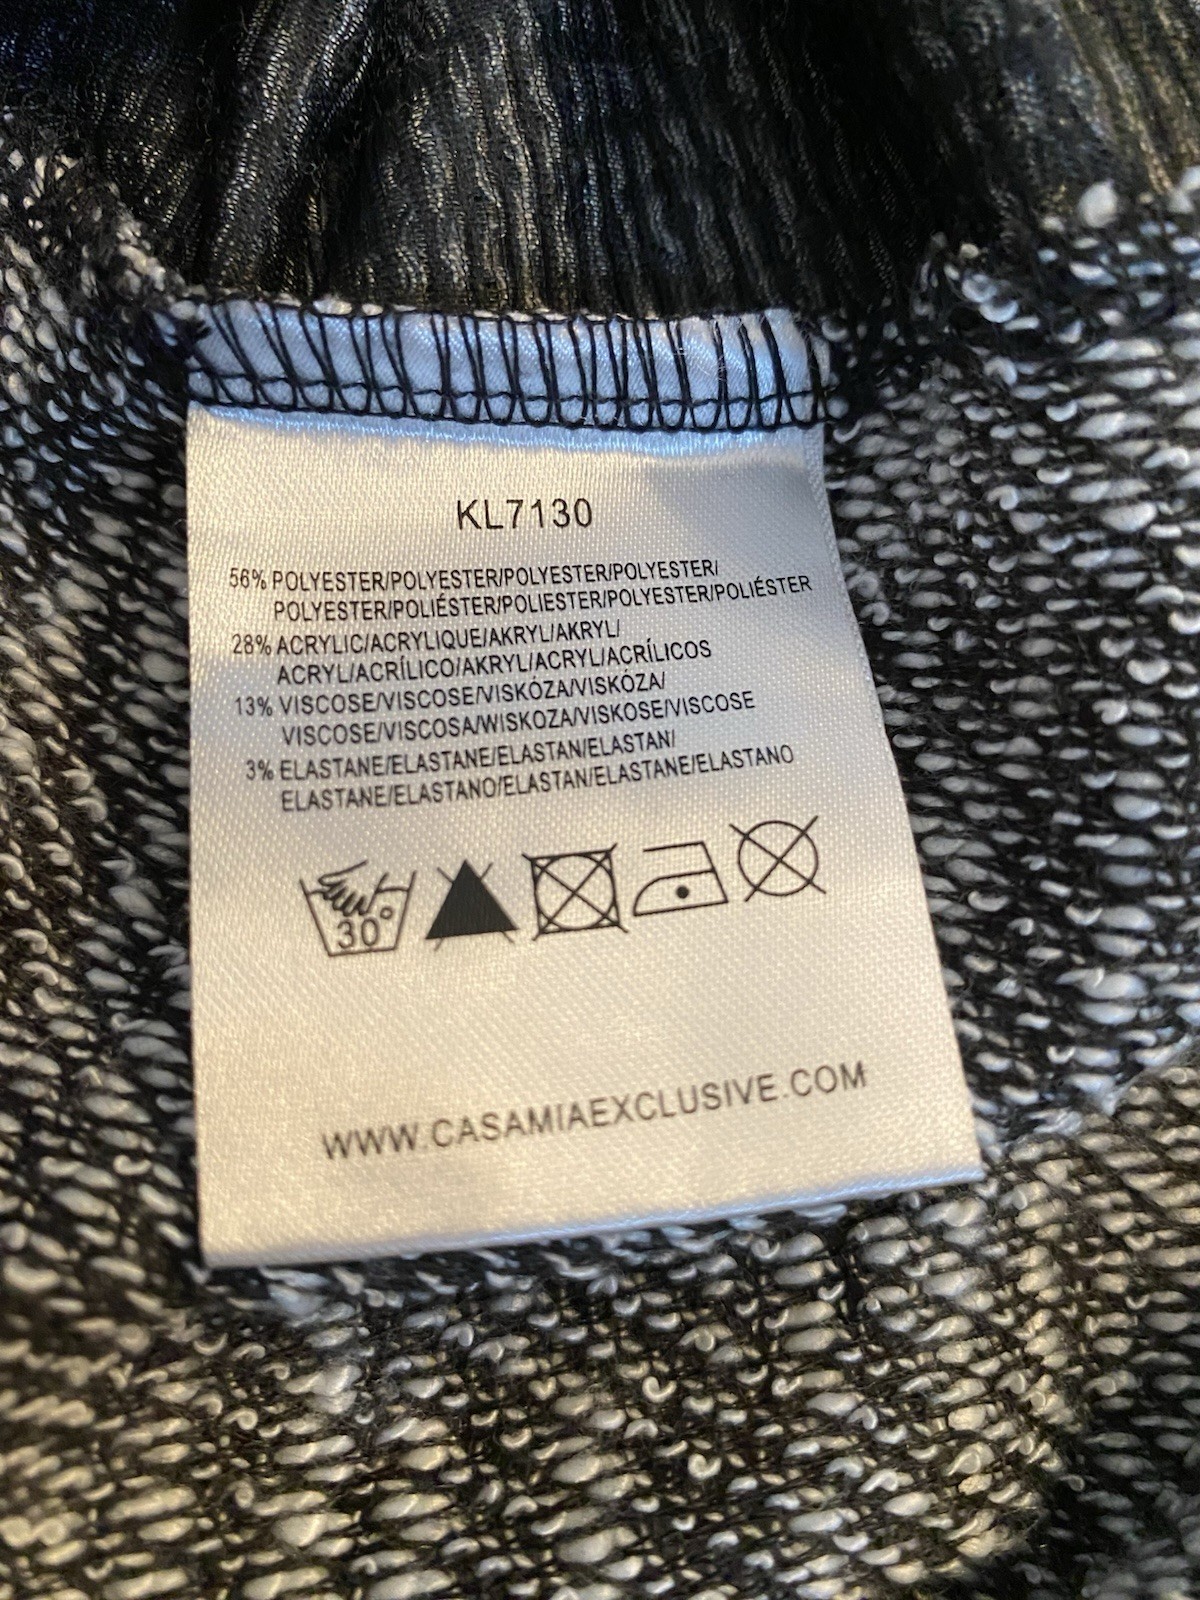 KL7130
56% POLYESTER/POLYESTER/POLYESTER/POLYESTER/
POLYESTER/POLIÉSTER/POLIESTER/POLYESTER/POLIÉSTER
28% ACRYLIC/ACRYLIQUE/AKRYL/AKRYL/
ACRYL/ACRÍLICO/AKRYL/ACRYL/ACRÍLICOS
13% VISCOSE/VISCOSE/VISKÓZA/VISKÓZA/
VISCOSE/VISCOSA/WISKOZA/VISKOSE/VISCOSE
3% ELASTANE/ELASTANE/ELASTAN/ELASTAN/
ELASTANE/ELASTANO/ELASTAN/ELASTANE/ELASTANO
30°
WWW.CASAMIAEXCLUSIVE.COM